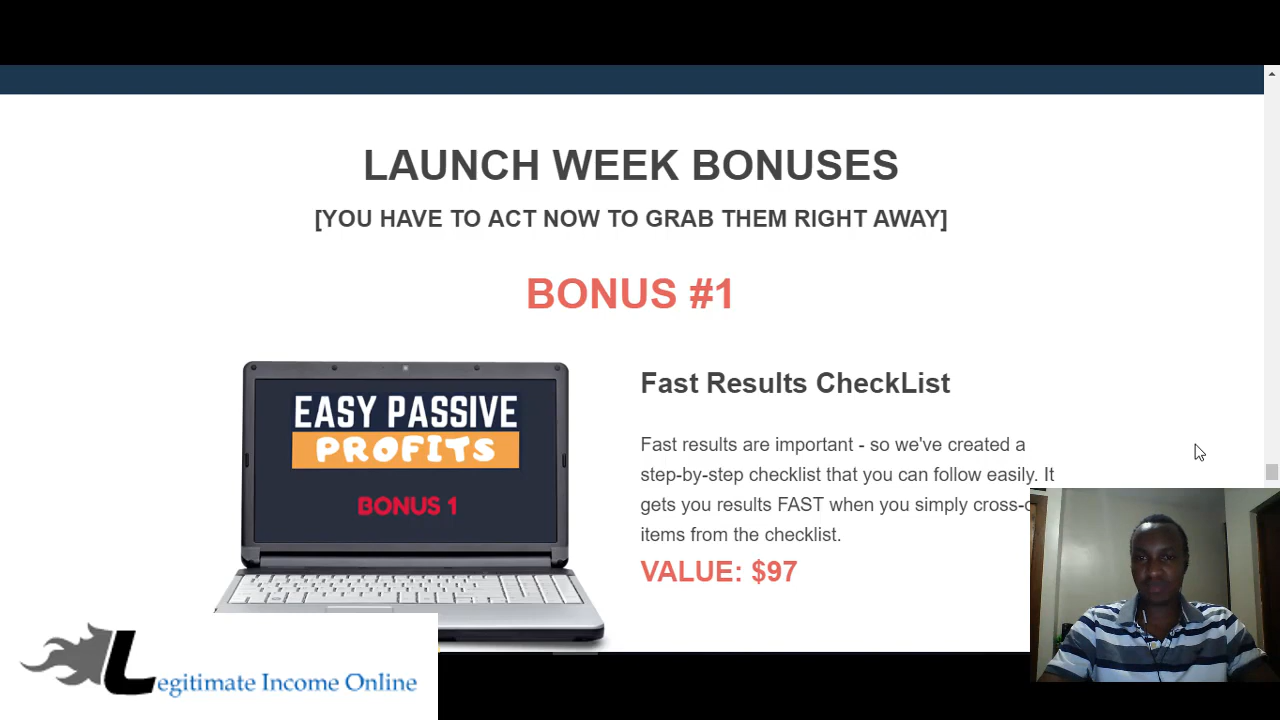 LAUNCH WEEK BONUSES
[YOU HAVE TO ACT NOW TO GRAB THEM RIGHT AWAY]
BONUS #1
EASY PASSIVE
PROFITS
BONUS 1
Fast Results CheckList
Fast results are important - so we've created a
step-by-step checklist that you can follow easily. It
gets you results FAST when you simply
items from the checklist.
VALUE: $97
Legitimate Income Online